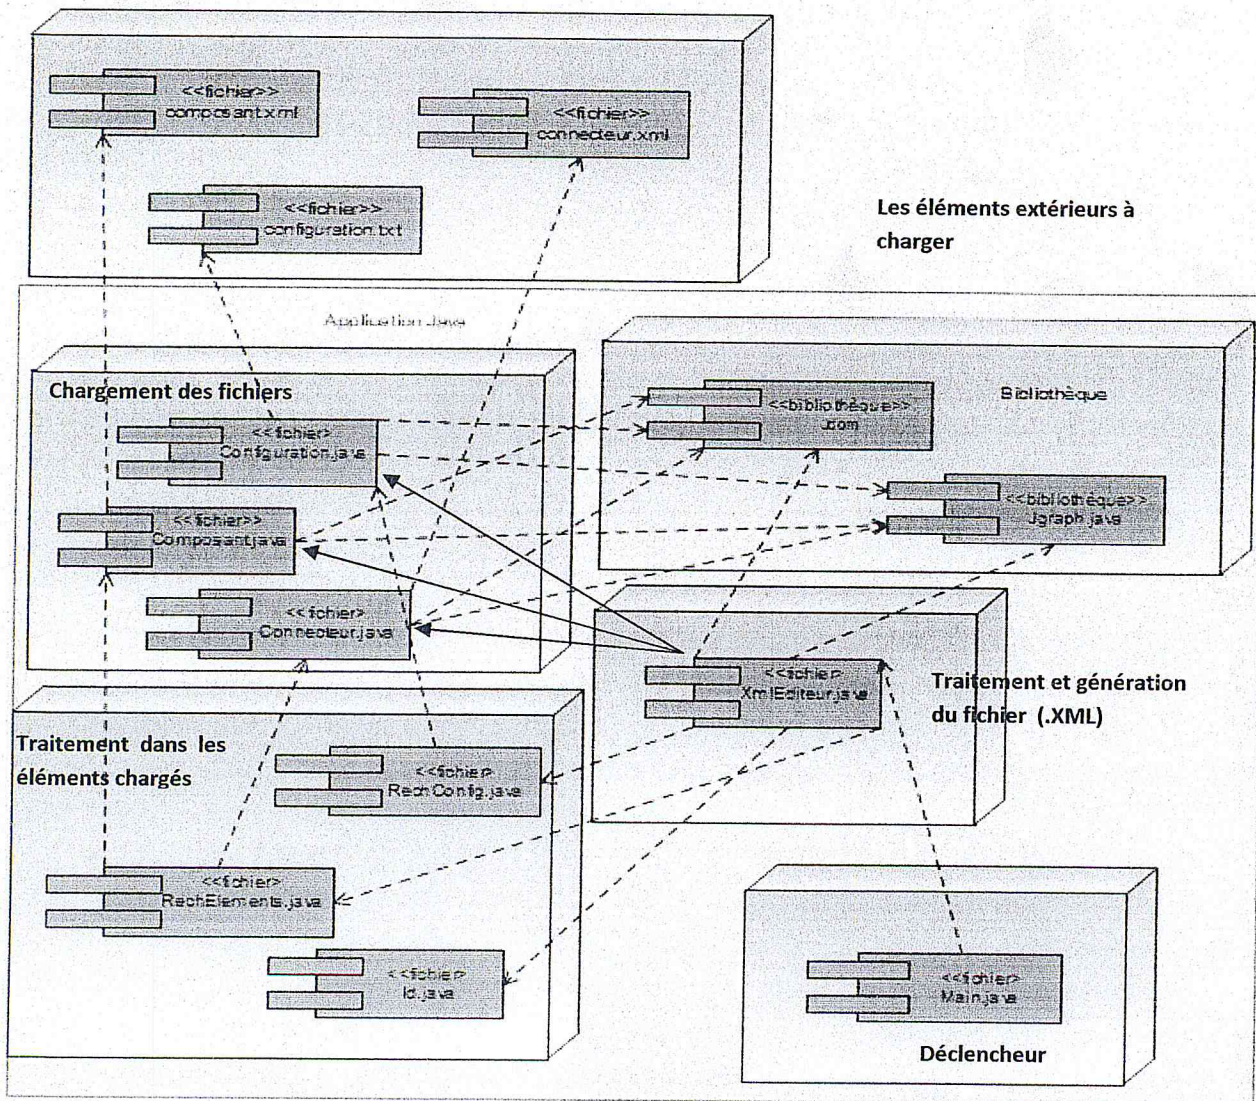 <<fichier>>
composant.xml
<<fichier>>
connecteur.xml
<<fichier>>
configuration.txt
Les éléments extérieurs à
charger
Application Java
Chargement des fichiers
<<fichier>
Configuration.java
<<fichier>>
Composant.java
<<fichier>
Connecteur.java
Bibliothèque
<<bibliothèque>>
.com
<<bibliothèque>>
Jgraph.java
<<fichier>
XmlEditeur.java
Traitement et génération
du fichier (.XML)
Traitement dans les
éléments chargés
<<fichier>
RechConfig.java
<<fichier>
RechElements.java
<<fichier>
Id.java
<<fichier>
Main.java
Déclencheur